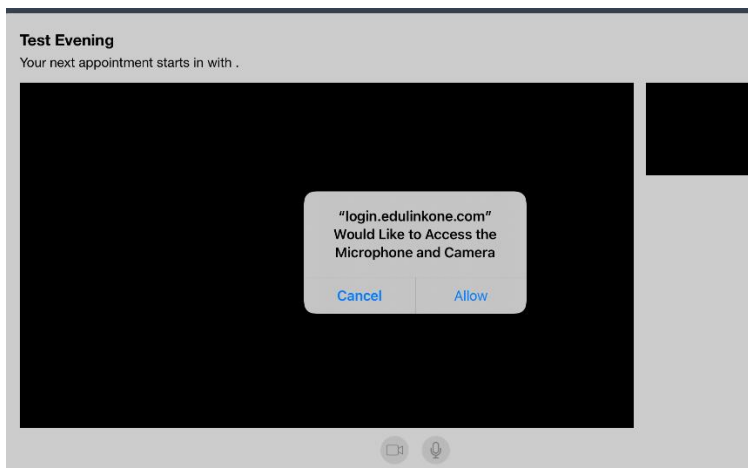 Test Evening
Your next appointment starts in with .
“login.edulinkone.com”
Would Like to Access the
Microphone and Camera
Cancel Allow